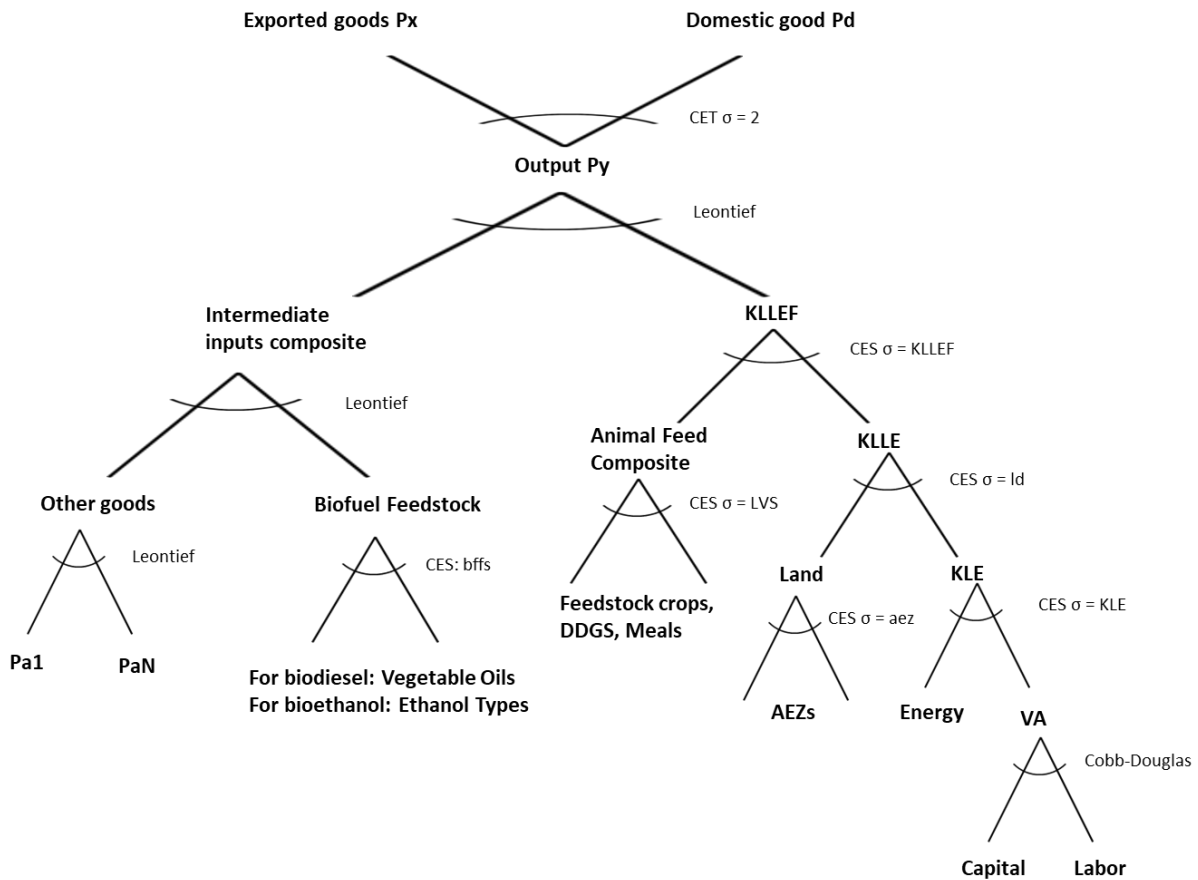 Exported goods Px
Domestic good Pd
CET σ = 2
Output Py
Leontief
Intermediate
inputs composite
KLLEF
CES σ = KLLEF
Leontief
Animal Feed
Composite
KLLE
CES σ = ld
Other goods
Biofuel Feedstock
CES σ = LVS
Leontief
CES: bffs
Land
KLE
Feedstock crops,
DDGS, Meals
CES σ = aez
CES σ = KLE
Pa1
PaN
For biodiesel: Vegetable Oils
For bioethanol: Ethanol Types
AEZs
Energy
VA
Cobb-Douglas
Capital
Labor